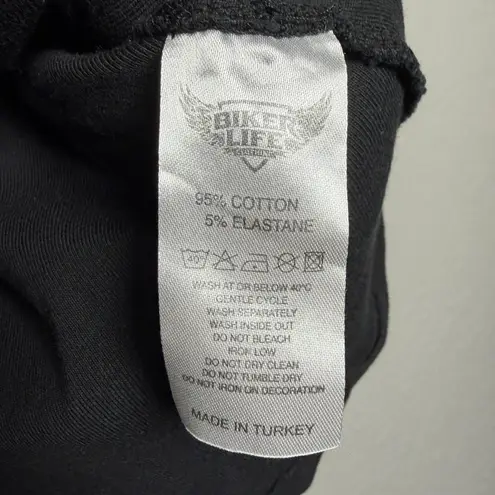 BIKER
LIFE
CLOTHING
95% COTTON
5% ELASTANE
40°
WASH AT OR BELOW 40°C
GENTLE CYCLE
WASH SEPARATELY
WASH INSIDE OUT
DO NOT BLEACH
IRON LOW
DO NOT DRY CLEAN
DO NOT TUMBLE DRY
DO NOT IRON ON DECORATION
MADE IN TURKEY